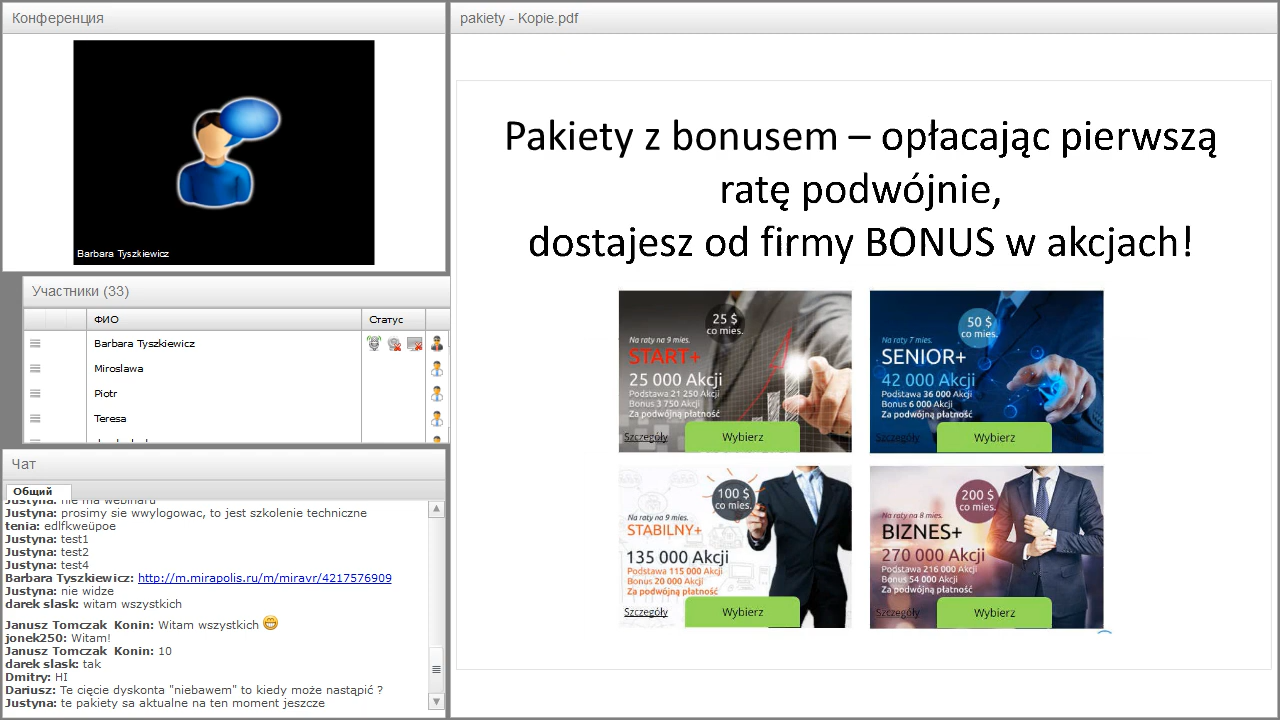 Конференция
Barbara Tyszkiewicz
Участники (33)
ФИО
Статус
Barbara Tyszkiewicz
Miroslawa
Piotr
Teresa
Чат
Общий
Justyna: nie ma webinaru
Justyna: prosimy sie wwylogowac, to jest szkolenie techniczne
tenia: edlfkweüpoe
Justyna: test1
Justyna: test2
Justyna: test4
Barbara Tyszkiewicz: http://m.mirapolis.ru/m/miravr/4217576909
Justyna: nie widze
darek slask: witam wszystkich
Janusz Tomczak Konin: Witam wszystkich
jonek250: Witam!
Janusz Tomczak Konin: 10
darek slask: tak
Dmitry: HI
Dariusz: Te cięcie dyskonta "niebawem" to kiedy może nastąpić ?
Justyna: te pakiety sa aktualne na ten moment jeszcze
pakiety - Kopie.pdf
Pakiety z bonusem – opłacając pierwszą
ratę podwójnie,
dostajesz od firmy BONUS w akcjach!
25 $
co mies.
Na raty na 9 mies.
START+
25 000 Akcji
Podstawa 21 250 Akcji
Bonus 3 750 Akcji
Za podwójną płatność
Szczegóły
Wybierz
50 $
co mies.
Na raty 7 mies.
SENIOR+
42 000 Akcji
Podstawa 36 000 Akcji
Bonus 6 000 Akcji
Za podwójną płatność
Szczegóły
Wybierz
100 $
co mies.
Na raty na 9 mies.
STABILNY+
135 000 Akcji
Podstawa 115 000 Akcji
Bonus 20 000 Akcji
Za podwójną płatność
Szczegóły
Wybierz
200 $
co mies.
Na raty na 8 mies.
BIZNES+
270 000 Akcji
Podstawa 216 000 Akcji
Bonus 54 000 Akcji
Za podwójną płatność
Szczegóły
Wybierz